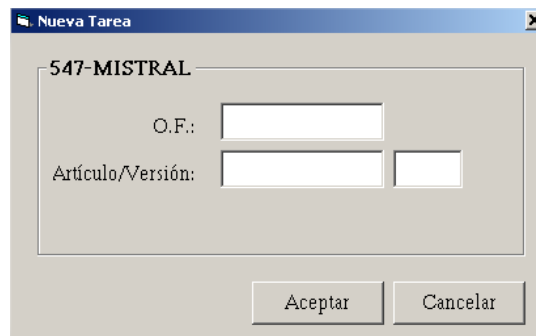 Nueva Tarea
547-MISTRAL
O.F.:
Artículo/Versión:
Aceptar Cancelar